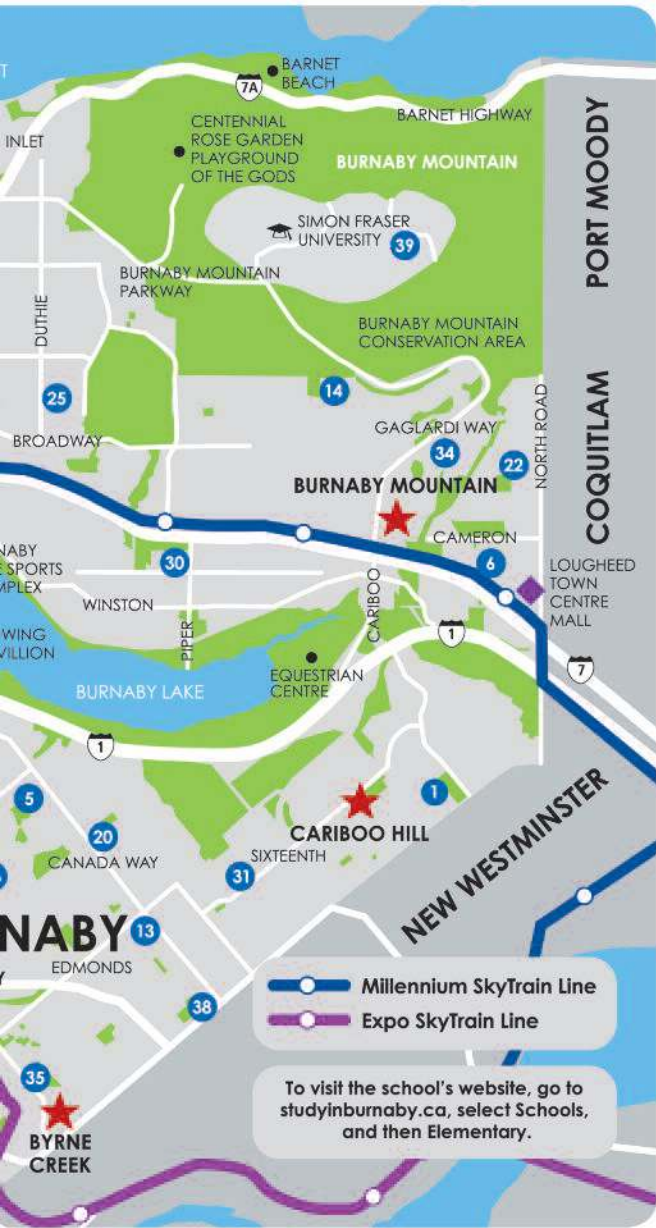 T
BARNET
BEACH
7A
BARNET HIGHWAY
INLET
CENTENNIAL
ROSE GARDEN
PLAYGROUND
OF THE GODS
BURNABY MOUNTAIN
PORT MOODY
SIMON FRASER
UNIVERSITY
39
BURNABY MOUNTAIN
PARKWAY
DUTHIE
BURNABY MOUNTAIN
CONSERVATION AREA
25
14
COQUITLAM
NORTH ROAD
BROADWAY
GAGLARDI WAY
34
22
BURNABY MOUNTAIN
CAMERON
NABY
E SPORTS
MPLEX
30
6
LOUGHEED
TOWN
CENTRE
MALL
WINSTON
CARIBOO
WING
VILLION
PIPER
1
7
EQUESTRIAN
CENTRE
BURNABY LAKE
1
5
1
NEW WESTMINSTER
20
CARIBOO HILL
CANADA WAY
SIXTEENTH
31
NABY
13
Y
EDMONDS
38
Millennium SkyTrain Line
Expo SkyTrain Line
35
To visit the school's website, go to
studyinburnaby.ca, select Schools,
and then Elementary.
BYRNE
CREEK